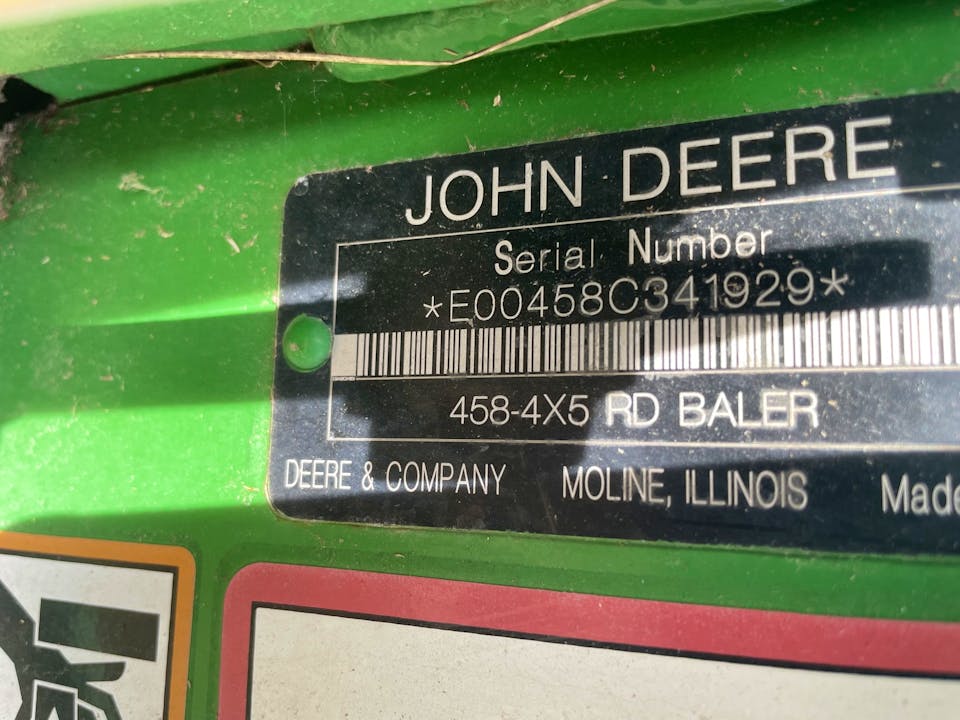 JOHN DEERE
Serial Number
*E00458C341929*
458-4X5 RD BALER
DEERE & COMPANY MOLINE, ILLINOIS Made